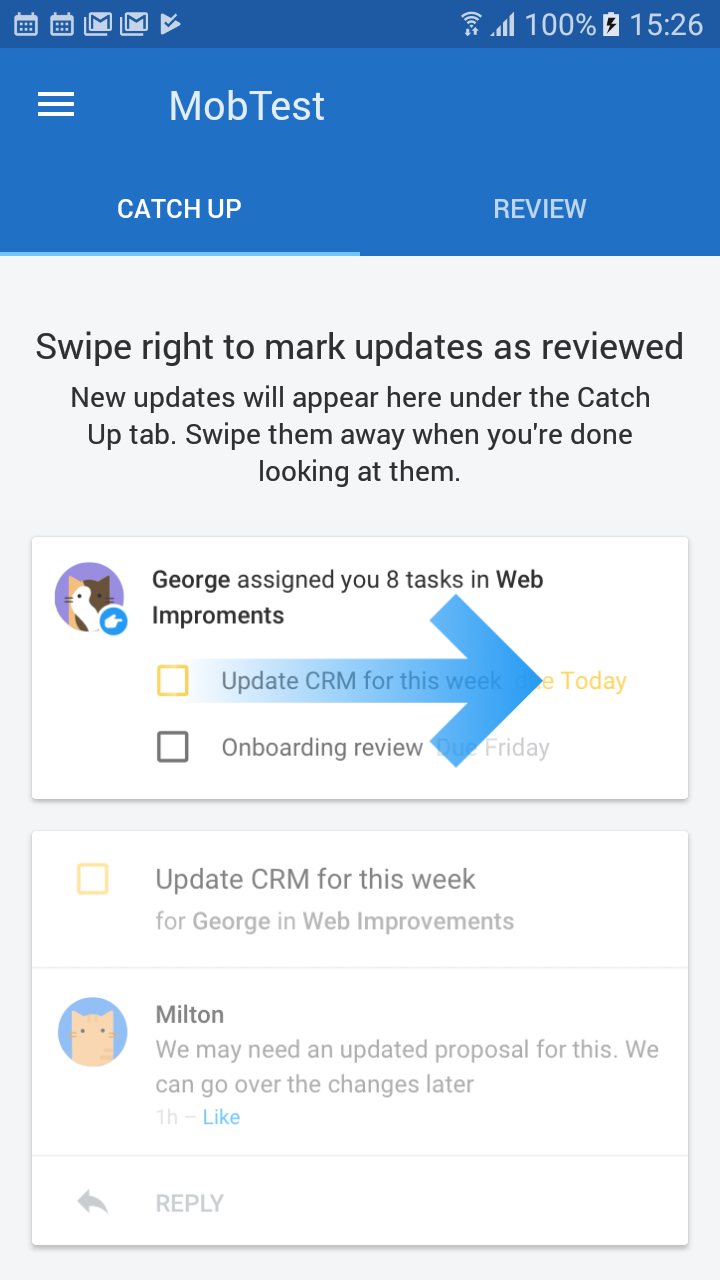 100% 15:26
MobTest
CATCH UP REVIEW
Swipe right to mark updates as reviewed
New updates will appear here under the Catch
Up tab. Swipe them away when you're done
looking at them.
George assigned you 8 tasks in Web
Improments
Update CRM for this week due Today
Onboarding review Due Friday
Update CRM for this week
for George in Web Improvements
Milton
We may need an updated proposal for this. We
can go over the changes later
1h – Like
REPLY